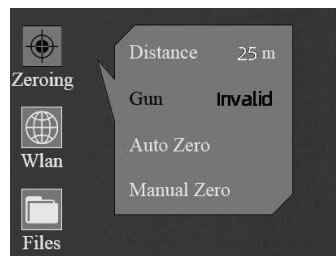 Zeroing
Wlan
Files
Distance 25 m
Gun Invalid
Auto Zero
Manual Zero